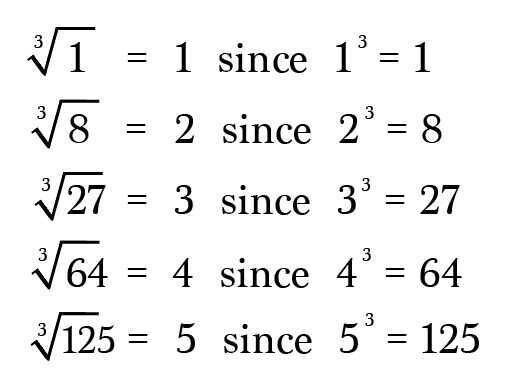 ∛1 = 1 since 1³ = 1
∛8 = 2 since 2³ = 8
∛27 = 3 since 3³ = 27
∛64 = 4 since 4³ = 64
∛125 = 5 since 5³ = 125